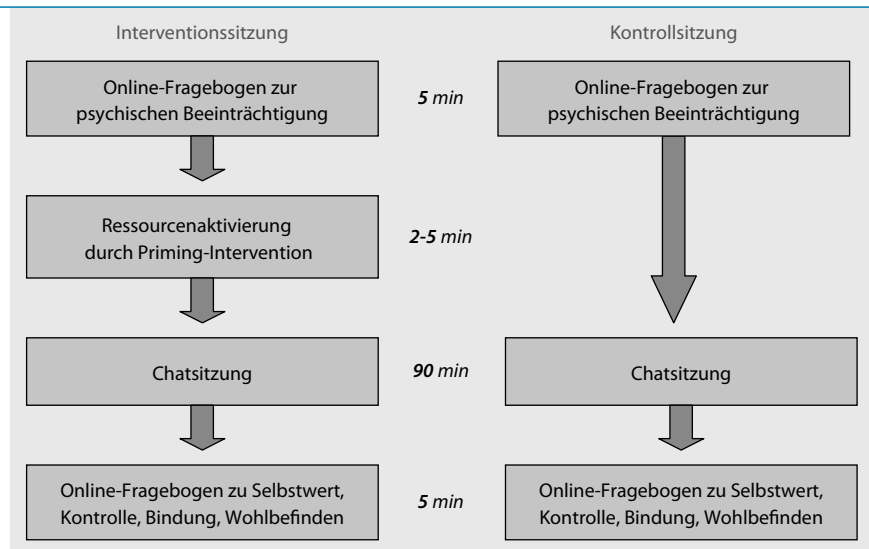 Interventionssitzung
Kontrollsitzung
Online-Fragebogen zur
psychischen Beeinträchtigung
5 min
Online-Fragebogen zur
psychischen Beeinträchtigung
Ressourcenaktivierung
durch Priming-Intervention
2-5 min
Chatsitzung
90 min
Chatsitzung
Online-Fragebogen zu Selbstwert,
Kontrolle, Bindung, Wohlbefinden
5 min
Online-Fragebogen zu Selbstwert,
Kontrolle, Bindung, Wohlbefinden